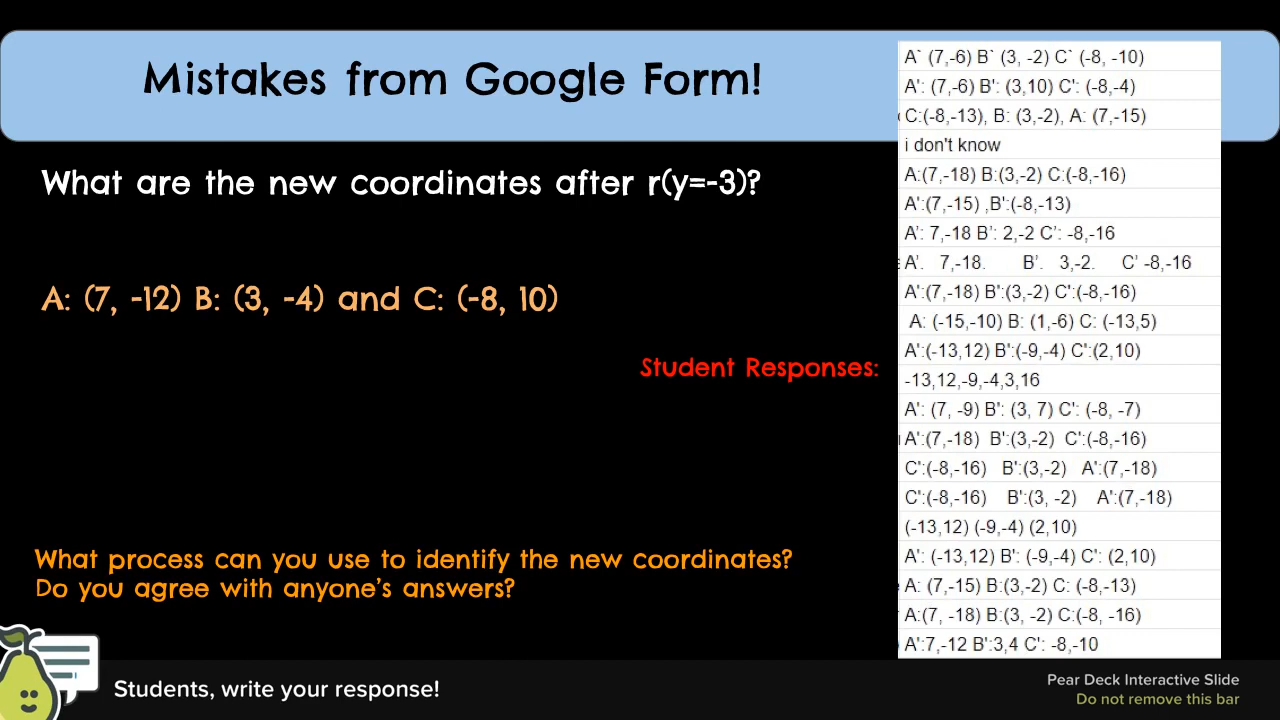 Mistakes from Google Form!
What are the new coordinates after r(y=-3)?
A: (7, -12) B: (3, -4) and C: (-8, 10)
Student Responses:
A` (7,-6) B` (3, -2) C` (-8, -10)
A': (7,-6) B': (3,10) C': (-8,-4)
C:(-8,-13), B: (3,-2), A: (7,-15)
i don't know
A:(7,-18) B:(3,-2) C:(-8,-16)
A':(7,-15) ,B':(-8,-13)
A’: 7,-18 B’: 2,-2 C’: -8,-16
A’. 7,-18. B’. 3,-2. C’ -8,-16
A':(7,-18) B':(3,-2) C':(-8,-16)
A: (-15,-10) B: (1,-6) C: (-13,5)
A':(-13,12) B':(-9,-4) C':(2,10)
-13,12,-9,-4,3,16
A': (7, -9) B': (3, 7) C': (-8, -7)
A':(7,-18) B':(3,-2) C':(-8,-16)
C':(-8,-16) B':(3,-2) A':(7,-18)
C':(-8,-16) B':(3, -2) A':(7,-18)
(-13,12) (-9,-4) (2,10)
A': (-13,12) B': (-9,-4) C': (2,10)
A: (7,-15) B:(3,-2) C: (-8,-13)
A:(7, -18) B:(3, -2) C:(-8, -16)
A':7,-12 B':3,4 C': -8,-10
What process can you use to identify the new coordinates?
Do you agree with anyone’s answers?
Students, write your response!
Pear Deck Interactive Slide
Do not remove this bar